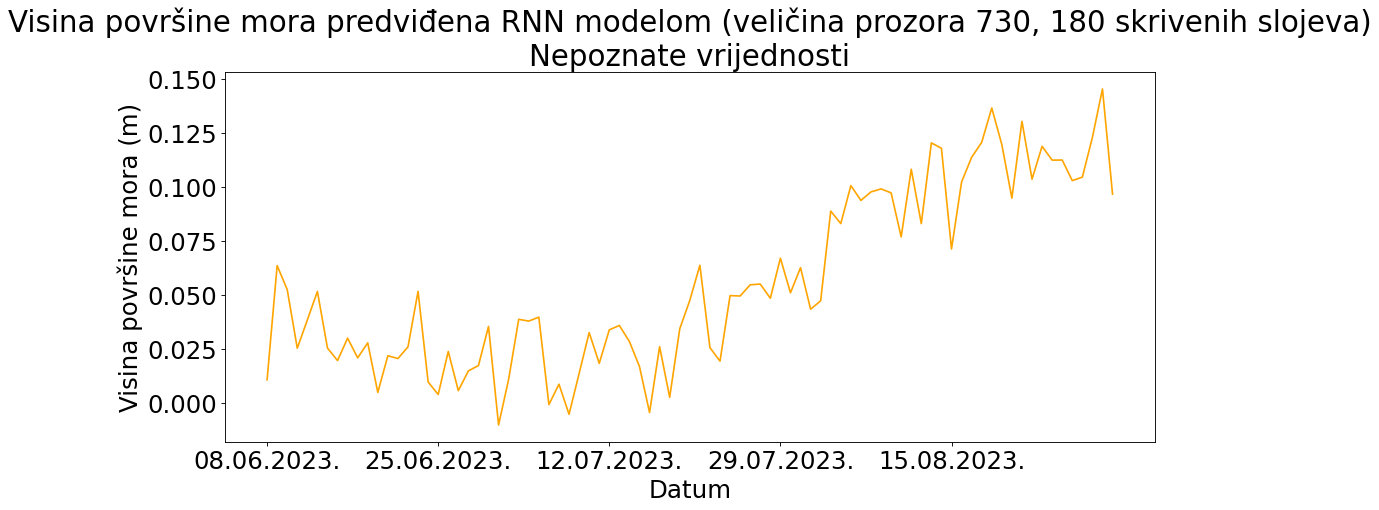 Visina površine mora predviđena RNN modelom (veličina prozora 730, 180 skrivenih slojeva)
Nepoznate vrijednosti
Visina površine mora (m)
0.150
0.125
0.100
0.075
0.050
0.025
0.000
08.06.2023. 25.06.2023. 12.07.2023. 29.07.2023. 15.08.2023.
Datum